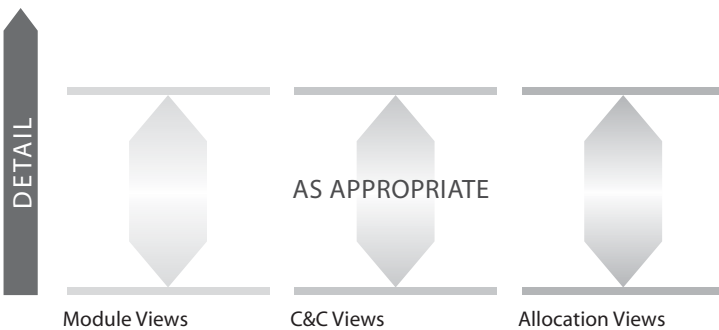 DETAIL
AS APPROPRIATE
Module Views
C&C Views
Allocation Views